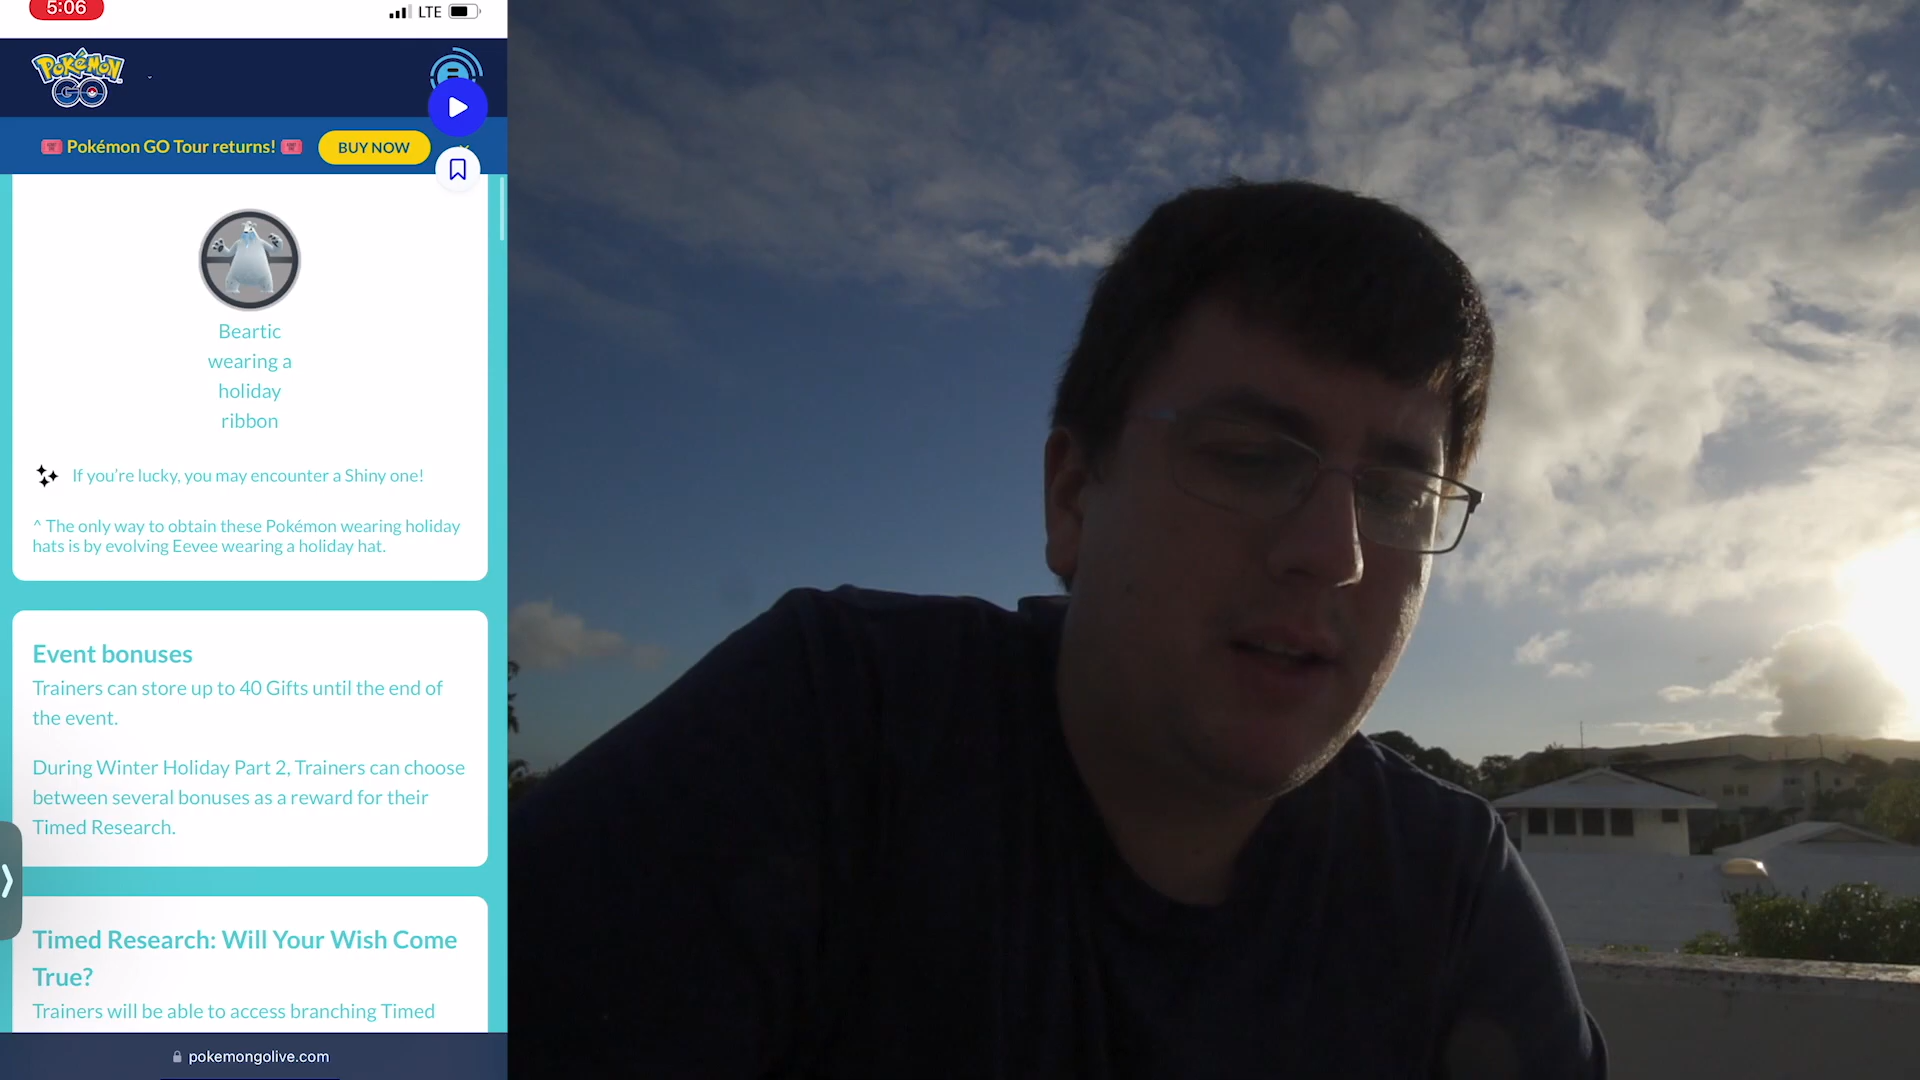 5:06
LTE
POKÉMON
GO
Pokémon GO Tour returns!
BUY NOW
Beartic
wearing a
holiday
ribbon
If you’re lucky, you may encounter a Shiny one!
^ The only way to obtain these Pokémon wearing holiday
hats is by evolving Eevee wearing a holiday hat.
Event bonuses
Trainers can store up to 40 Gifts until the end of
the event.
During Winter Holiday Part 2, Trainers can choose
between several bonuses as a reward for their
Timed Research.
Timed Research: Will Your Wish Come
True?
Trainers will be able to access branching Timed
pokemongolive.com